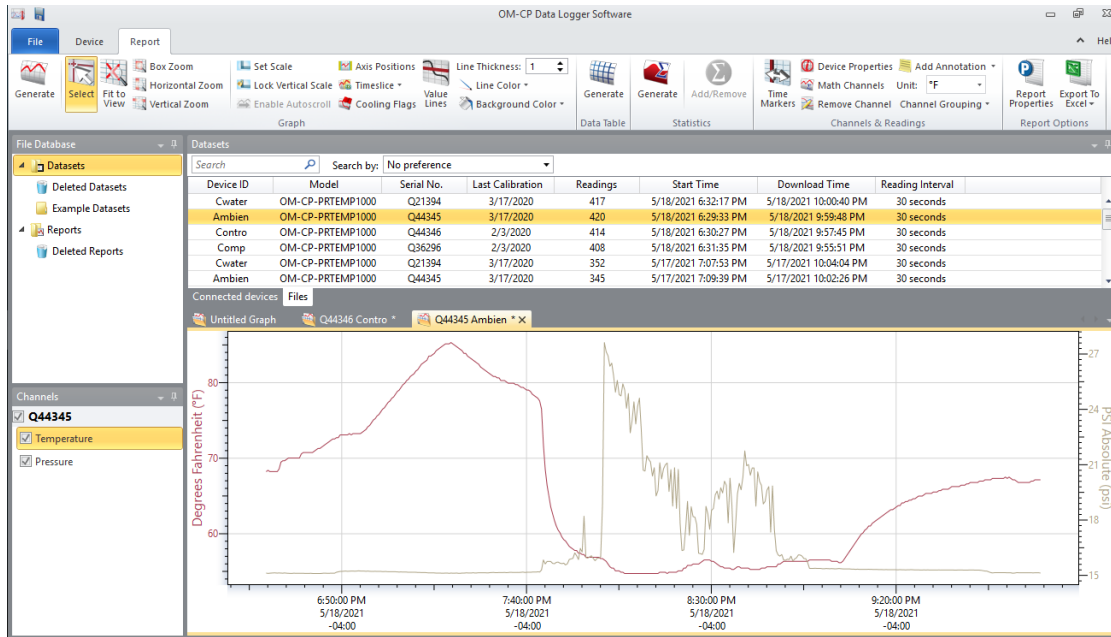 OM-CP Data Logger Software
File Device Report Hel
Generate
Select
Fit to View
Box Zoom
Horizontal Zoom
Vertical Zoom
Set Scale
Lock Vertical Scale
Enable Autoscroll
Axis Positions
Timeslice
Cooling Flags
Value Lines
Line Thickness: 1
Line Color
Background Color
Graph
Generate
Data Table
Generate
Add/Remove
Statistics
Time Markers
Device Properties
Math Channels
Remove Channel
Add Annotation
Unit: °F
Channel Grouping
Channels & Readings
Report Properties
Export To Excel
Report Options
File Database
Datasets
Deleted Datasets
Example Datasets
Reports
Deleted Reports
Datasets
Search Search by: No preference
Device ID Model Serial No. Last Calibration Readings Start Time Download Time Reading Interval
Cwater OM-CP-PRTEMP1000 Q21394 3/17/2020 417 5/18/2021 6:32:17 PM 5/18/2021 10:00:40 PM 30 seconds
Ambien OM-CP-PRTEMP1000 Q44345 3/17/2020 420 5/18/2021 6:29:33 PM 5/18/2021 9:59:48 PM 30 seconds
Contro OM-CP-PRTEMP1000 Q44346 2/3/2020 414 5/18/2021 6:30:27 PM 5/18/2021 9:57:45 PM 30 seconds
Comp OM-CP-PRTEMP1000 Q36296 2/3/2020 408 5/18/2021 6:31:35 PM 5/18/2021 9:55:51 PM 30 seconds
Cwater OM-CP-PRTEMP1000 Q21394 3/17/2020 352 5/17/2021 7:07:53 PM 5/17/2021 10:04:04 PM 30 seconds
Ambien OM-CP-PRTEMP1000 Q44345 3/17/2020 345 5/17/2021 7:09:39 PM 5/17/2021 10:02:26 PM 30 seconds
Connected devices Files
Untitled Graph Q44346 Contro * Q44345 Ambien * X
Channels
Q44345
Temperature
Pressure
Degrees Fahrenheit (°F)
80
70
60
PSI Absolute (psi)
27
24
21
18
15
6:50:00 PM 7:40:00 PM 8:30:00 PM 9:20:00 PM
5/18/2021 5/18/2021 5/18/2021 5/18/2021
-04:00 -04:00 -04:00 -04:00